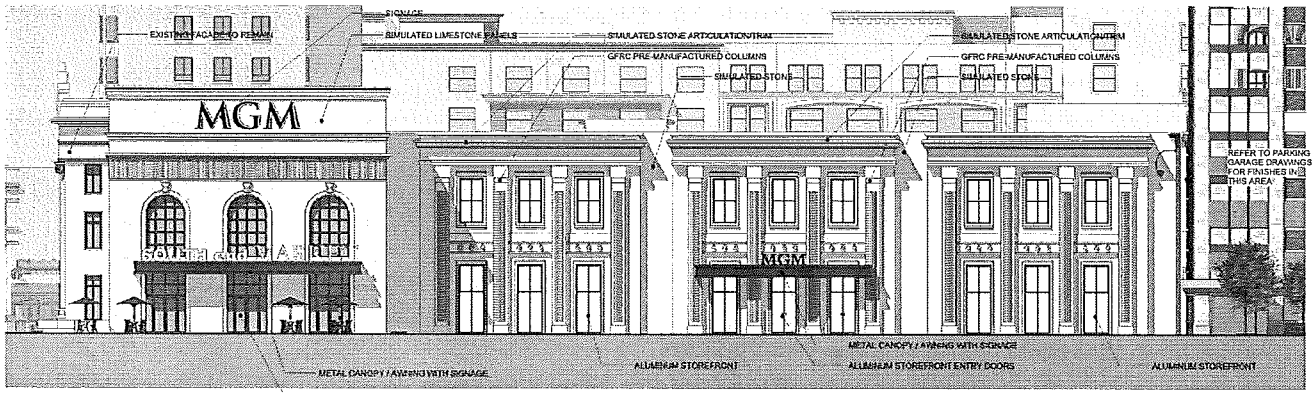 SIGNAGE
EXISTING FACADE TO REMAIN
SIMULATED LIMESTONE PANELS
SIMULATED STONE ARTICULATION/TRIM
SIMULATED STONE ARTICULATION/TRIM
GFRC PRE-MANUFACTURED COLUMNS
GFRC PRE-MANUFACTURED COLUMNS
SIMULATED STONE
SIMULATED STONE
MGM
REFER TO PARKING
GARAGE DRAWINGS
FOR FINISHES IN
THIS AREA
MGM
METAL CANOPY / AWNING WITH SIGNAGE
ALUMINUM STOREFRONT
ALUMINUM STOREFRONT ENTRY DOORS
ALUMINUM STOREFRONT
METAL CANOPY / AWNING WITH SIGNAGE